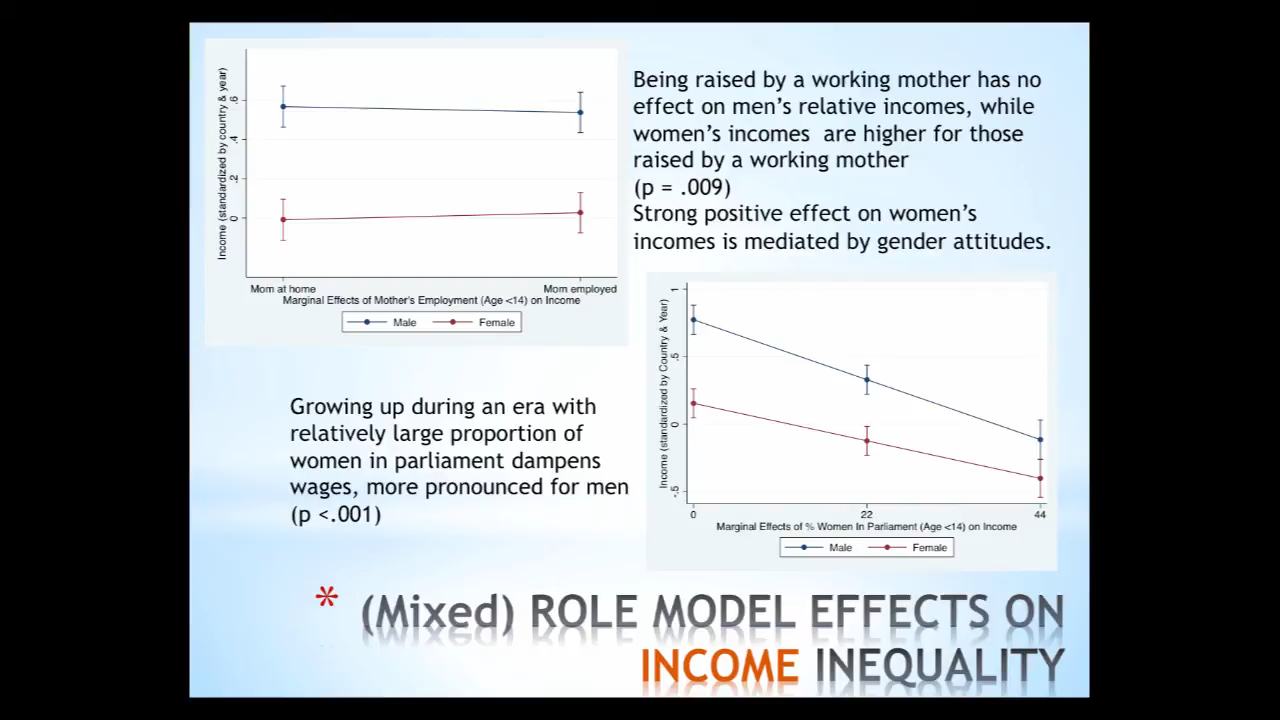 Income (standardized by country & year)
.6
.4
.2
0
Mom at home
Mom employed
Marginal Effects of Mother's Employment (Age <14) on Income
Male
Female
Being raised by a working mother has no
effect on men's relative incomes, while
women's incomes are higher for those
raised by a working mother
(p = .009)
Strong positive effect on women's
incomes is mediated by gender attitudes.
Growing up during an era with
relatively large proportion of
women in parliament dampens
wages, more pronounced for men
(p <.001)
Income (standardized by Country & Year)
1
.5
0
-.5
0
22
44
Marginal Effects of % Women In Parliament (Age <14) on Income
Male
Female
* (Mixed) ROLE MODEL EFFECTS ON
INCOME INEQUALITY